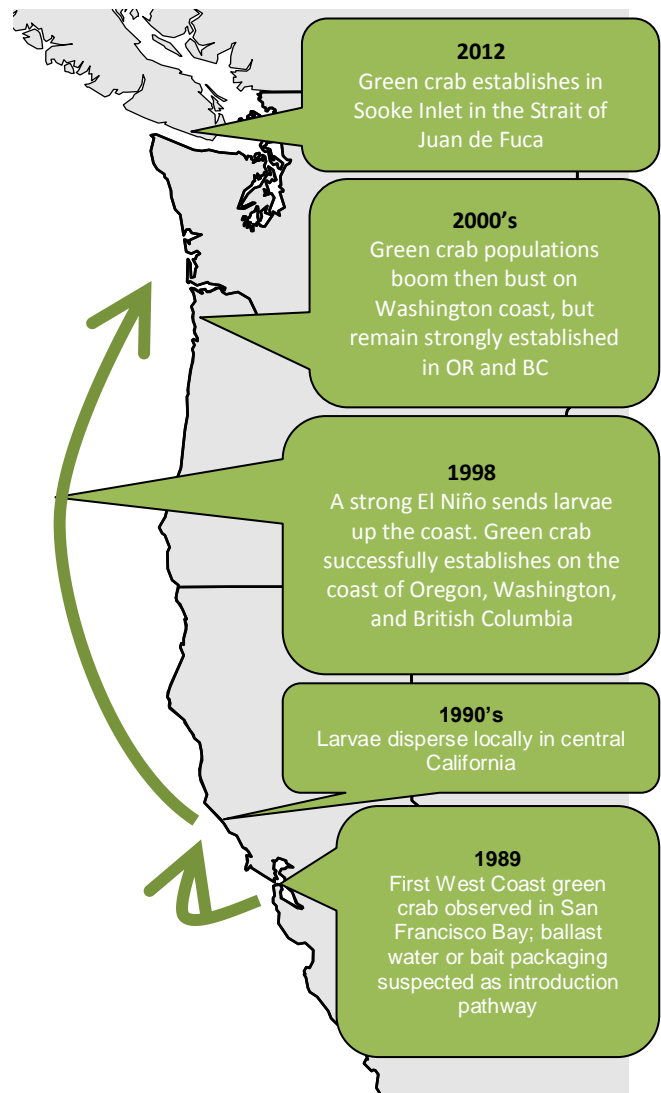 2012
Green crab establishes in
Sooke Inlet in the Strait of
Juan de Fuca
2000's
Green crab populations
boom then bust on
Washington coast, but
remain strongly established
in OR and BC
1998
A strong El Niño sends larvae
up the coast. Green crab
successfully establishes on the
coast of Oregon, Washington,
and British Columbia
1990's
Larvae disperse locally in central
California
1989
First West Coast green
crab observed in San
Francisco Bay; ballast
water or bait packaging
suspected as introduction
pathway